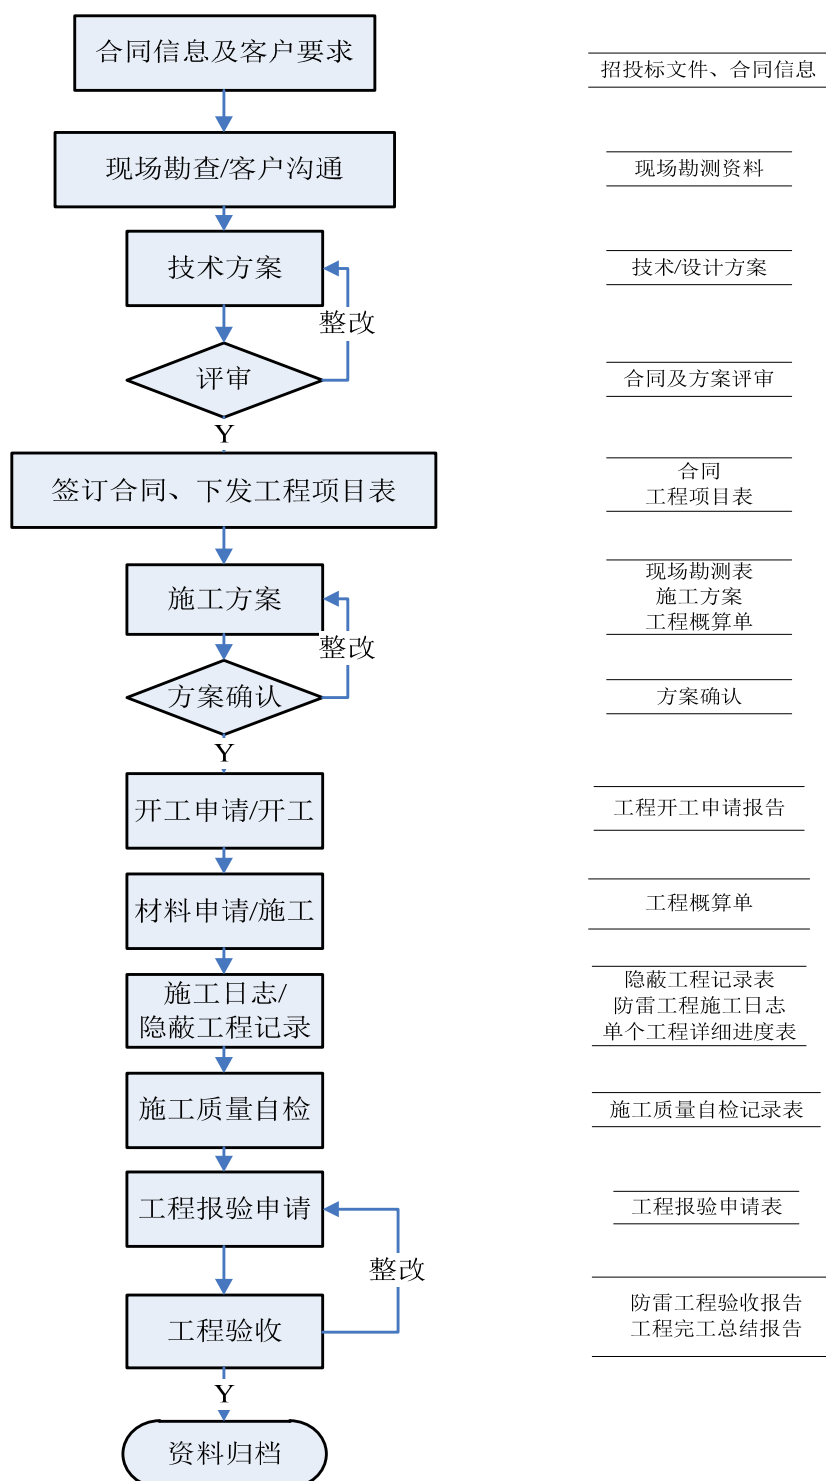 合同信息及客户要求
招投标文件、合同信息
现场勘查/客户沟通
现场勘测资料
技术方案
技术/设计方案
整改
评审
合同及方案评审
Y
签订合同、下发工程项目表
合同
工程项目表
施工方案
现场勘测表
施工方案
工程概算单
整改
方案确认
方案确认
Y
开工申请/开工
工程开工申请报告
材料申请/施工
工程概算单
施工日志/
隐蔽工程记录
隐蔽工程记录表
防雷工程施工日志
单个工程详细进度表
施工质量自检
施工质量自检记录表
工程报验申请
工程报验申请表
整改
工程验收
防雷工程验收报告
工程完工总结报告
Y
资料归档